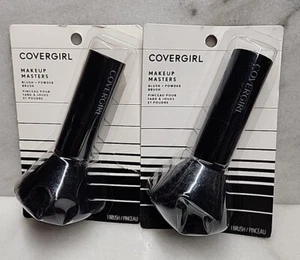 COVERGIRL
MAKEUP
MASTERS
BLUSH + POWDER
BRUSH
PINCEAU POUR
FARD À JOUES
ET POUDRE
COVERGIRL
1 BRUSH / PINCEAU
COVERGIRL
MAKEUP
MASTERS
BLUSH + POWDER
BRUSH
PINCEAU POUR
FARD À JOUES
ET POUDRE
COVERGIRL
1 BRUSH / PINCEAU